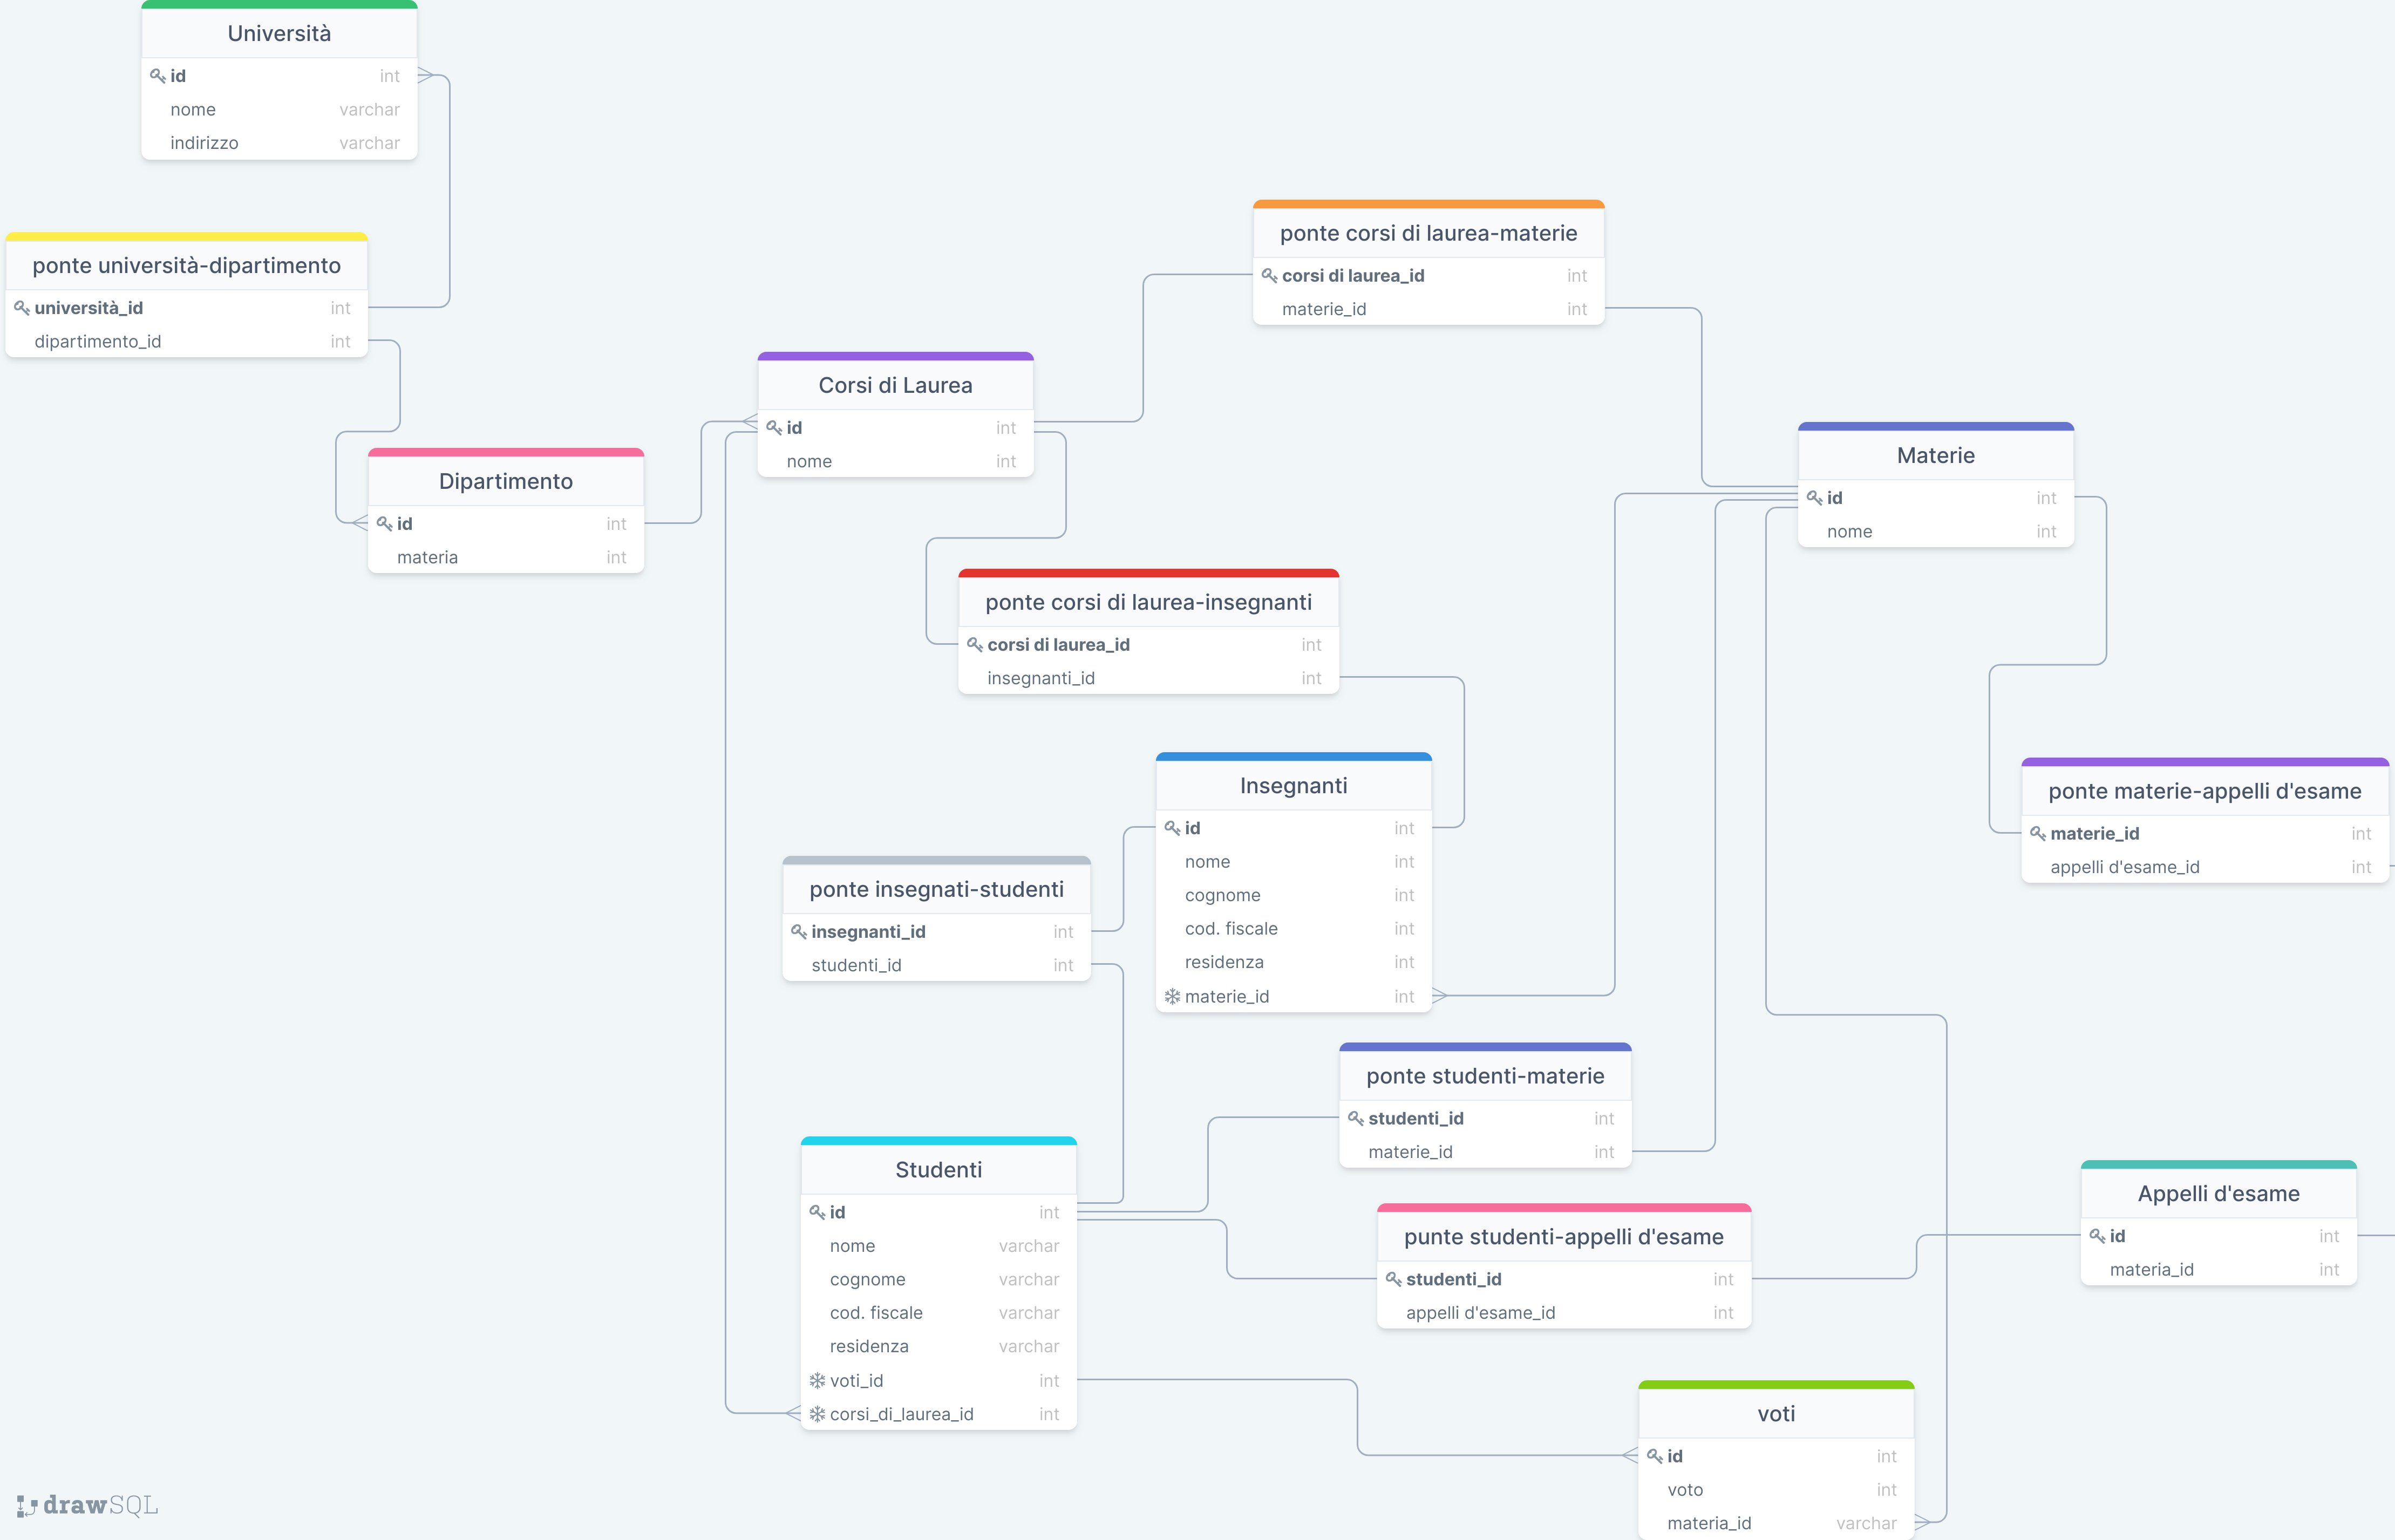 Università
id int
nome varchar
indirizzo varchar
ponte università-dipartimento
università_id int
dipartimento_id int
Dipartimento
id int
materia int
Corsi di Laurea
id int
nome int
ponte corsi di laurea-materie
corsi di laurea_id int
materie_id int
Materie
id int
nome int
ponte corsi di laurea-insegnanti
corsi di laurea_id int
insegnanti_id int
Insegnanti
id int
nome int
cognome int
cod. fiscale int
residenza int
materie_id int
ponte materie-appelli d'esame
materie_id int
appelli d'esame_id int
ponte insegnati-studenti
insegnanti_id int
studenti_id int
ponte studenti-materie
studenti_id int
materie_id int
Studenti
id int
nome varchar
cognome varchar
cod. fiscale varchar
residenza varchar
voti_id int
corsi_di_laurea_id int
punte studenti-appelli d'esame
studenti_id int
appelli d'esame_id int
Appelli d'esame
id int
materia_id int
voti
id int
voto int
materia_id varchar
drawSQL